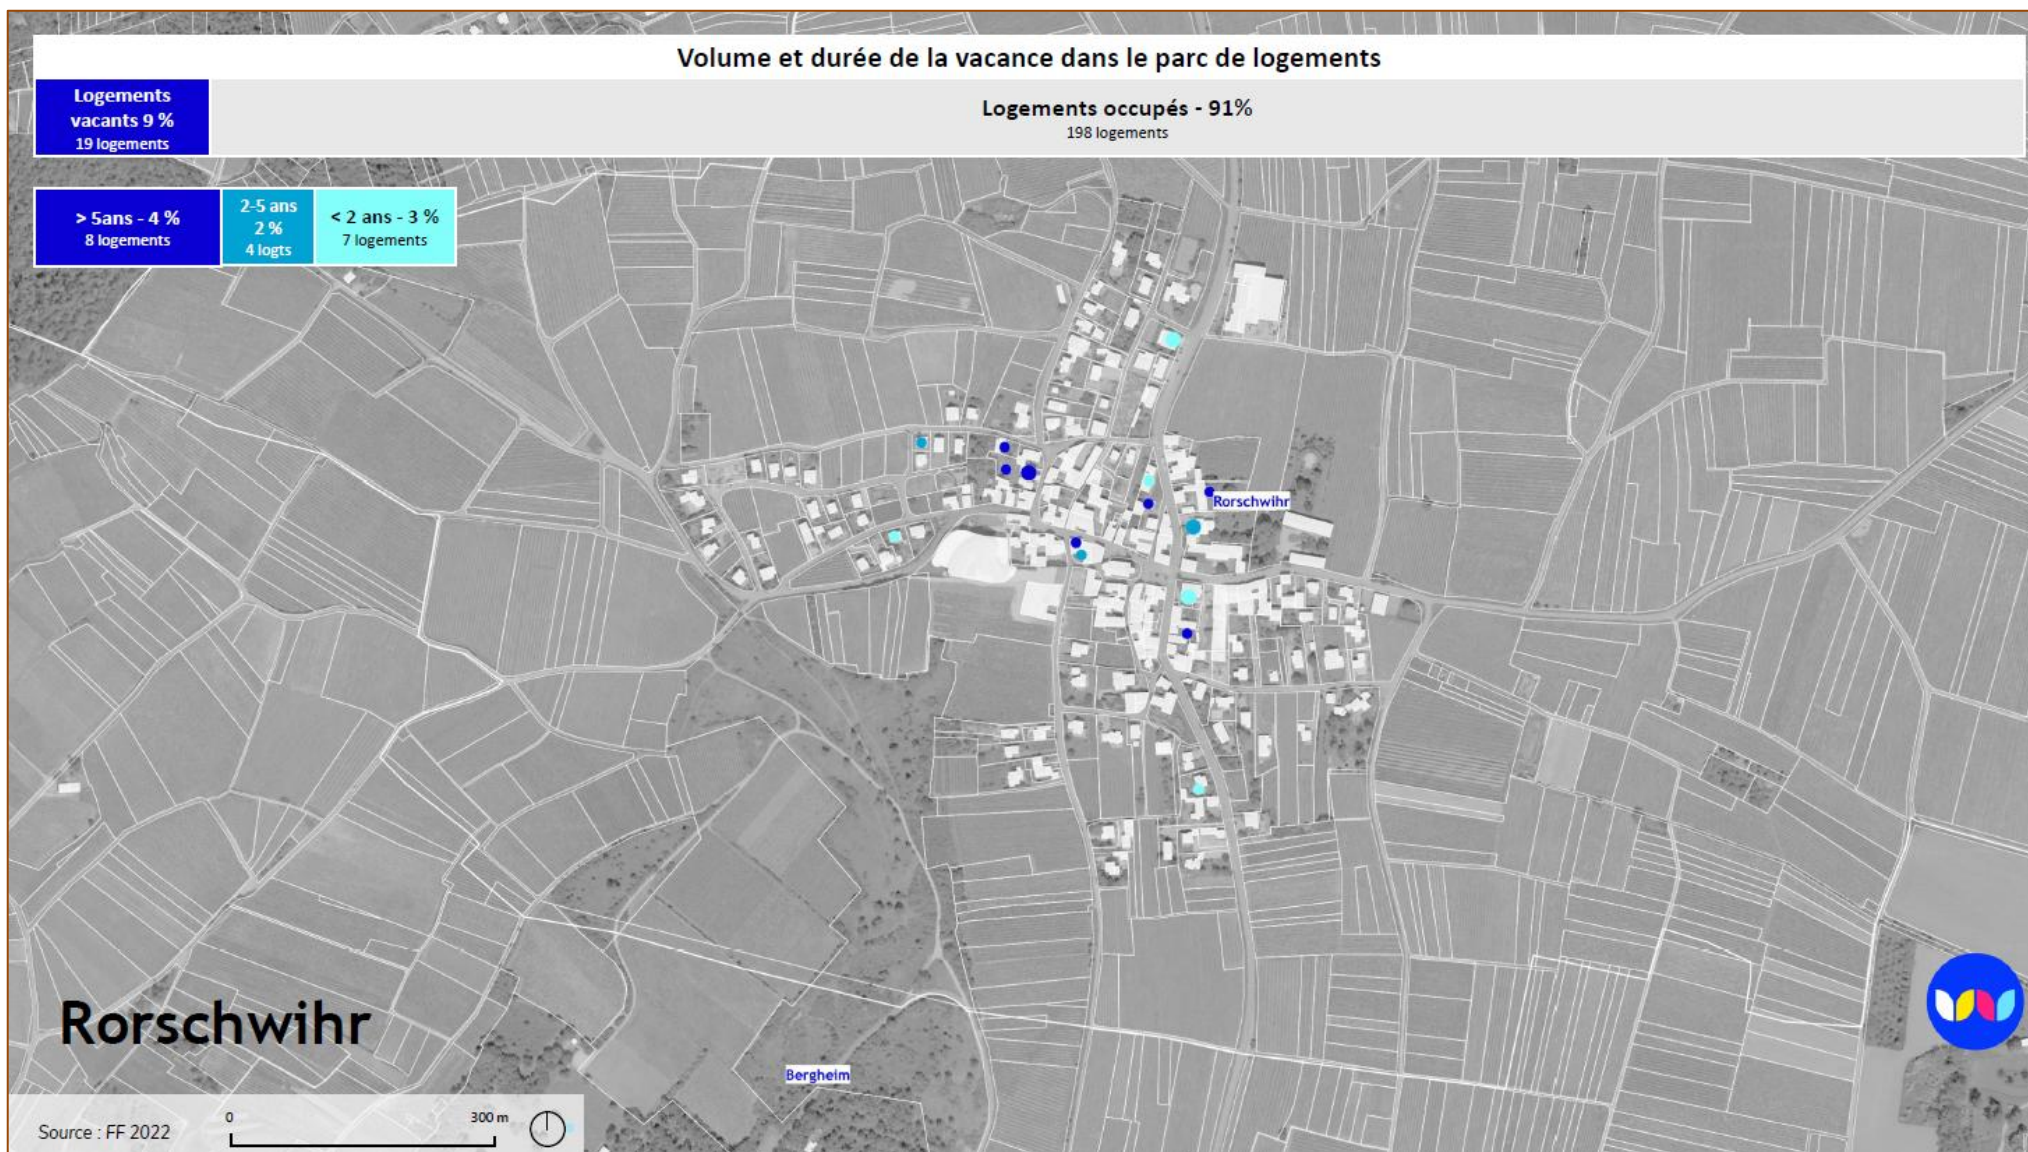 Volume et durée de la vacance dans le parc de logements
Logements
vacants 9 %
19 logements
Logements occupés - 91%
198 logements
> 5ans - 4 %
8 logements
2-5 ans
2 %
4 logts
< 2 ans - 3 %
7 logements
Rorschwihr
Rorschwihr
Bergheim
Source : FF 2022
0
300 m